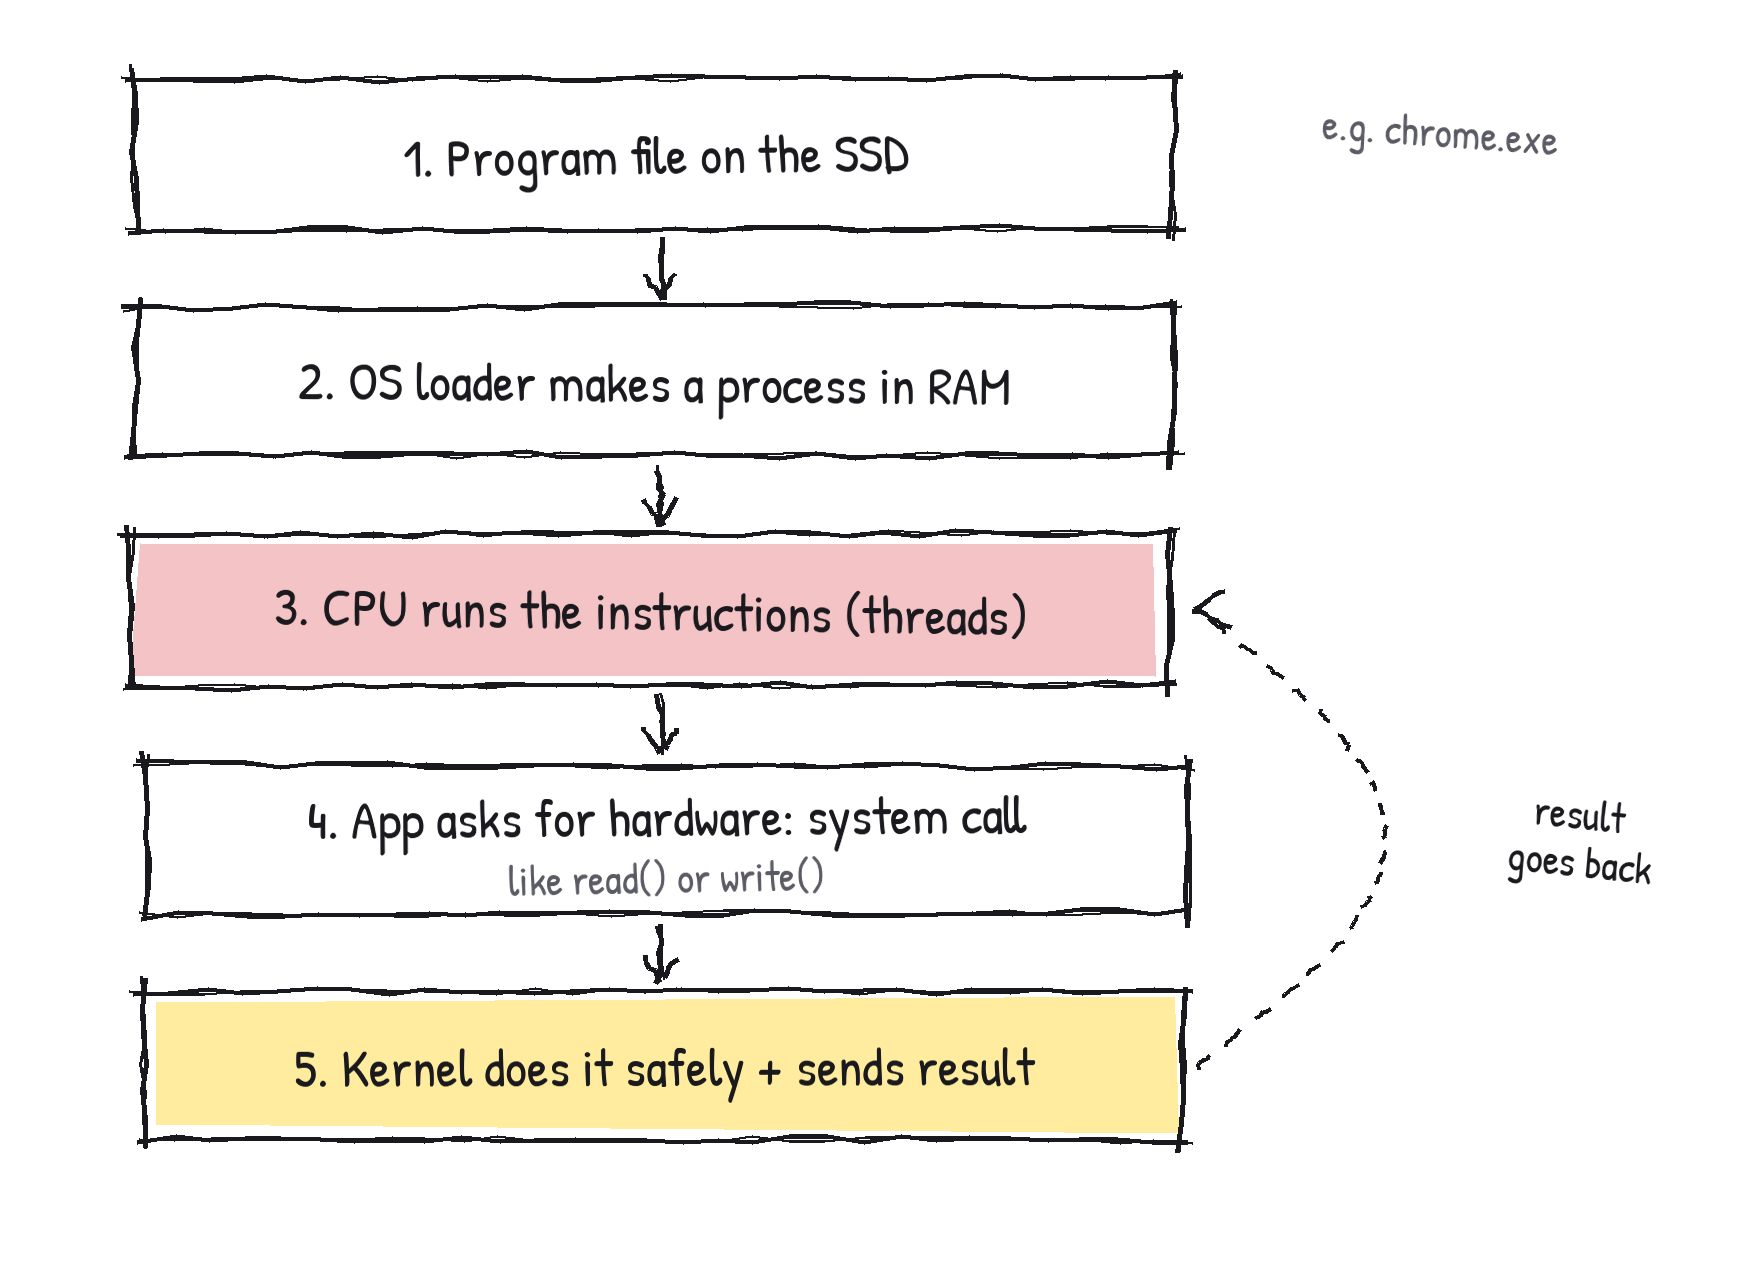 1. Program file on the SSD
e.g. chrome.exe
2. OS loader makes a process in RAM
3. CPU runs the instructions (threads)
4. App asks for hardware: system call
like read() or write()
result
goes back
5. Kernel does it safely + sends result